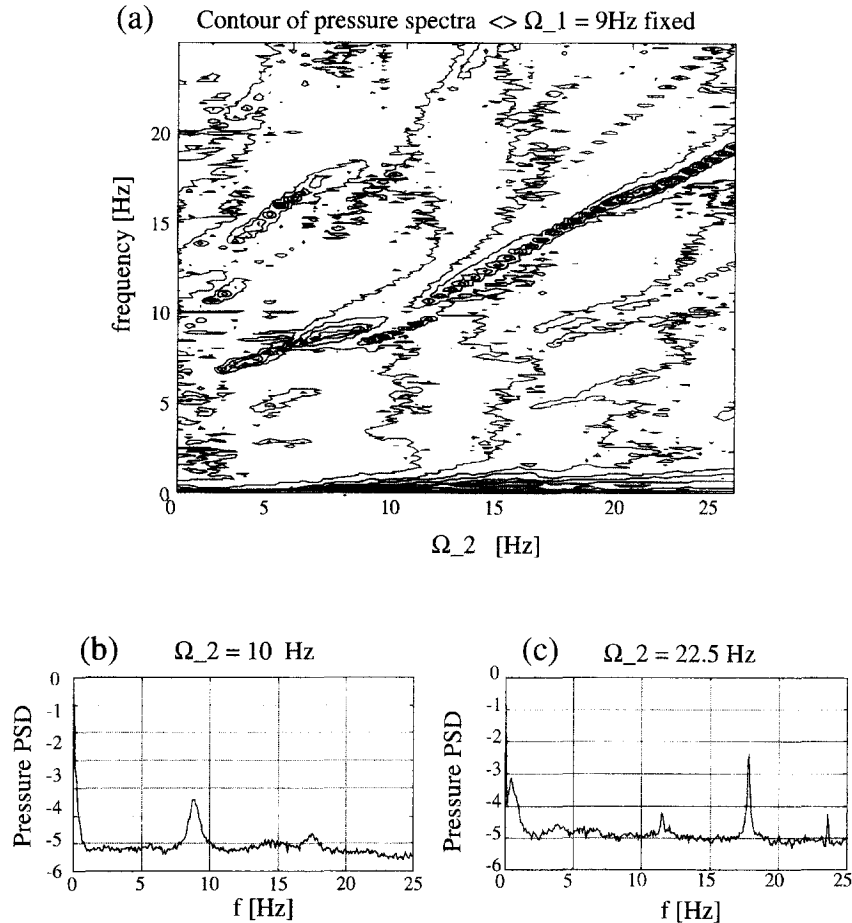 (a) Contour of pressure spectra <> Ω_1 = 9Hz fixed
frequency [Hz]
20
15
10
5
0
0 5 10 15 20 25
Ω_2 [Hz]
(b) Ω_2 = 10 Hz
Pressure PSD
0
-1
-2
-3
-4
-5
-6
0 5 10 15 20 25
f [Hz]
(c) Ω_2 = 22.5 Hz
Pressure PSD
0
-1
-2
-3
-4
-5
-6
0 5 10 15 20 25
f [Hz]